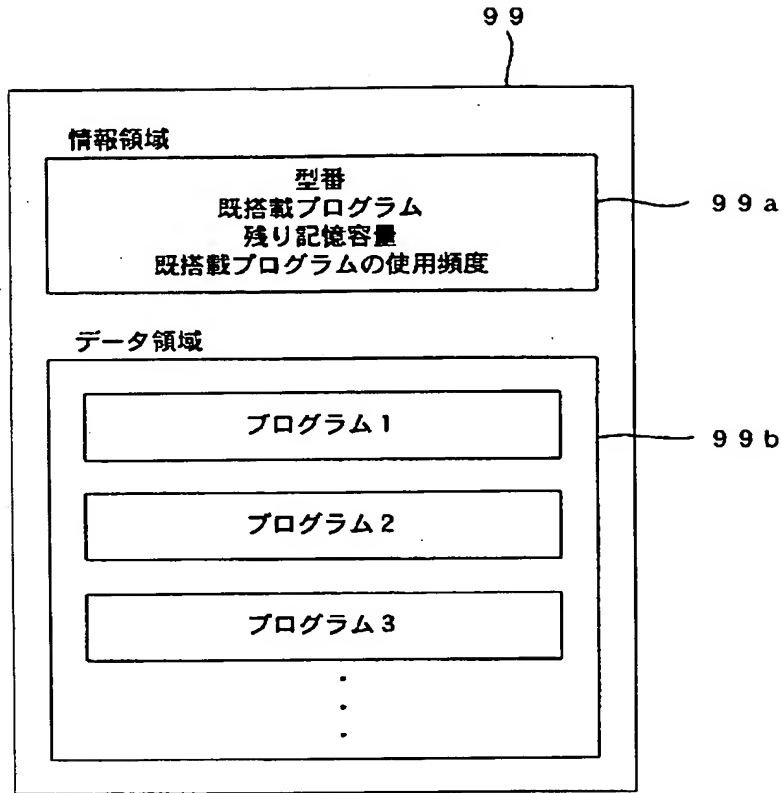 ９９
情報領域
型番
既搭載プログラム
残り記憶容量
既搭載プログラムの使用頻度
９９ａ
データ領域
プログラム１
９９ｂ
プログラム２
プログラム３